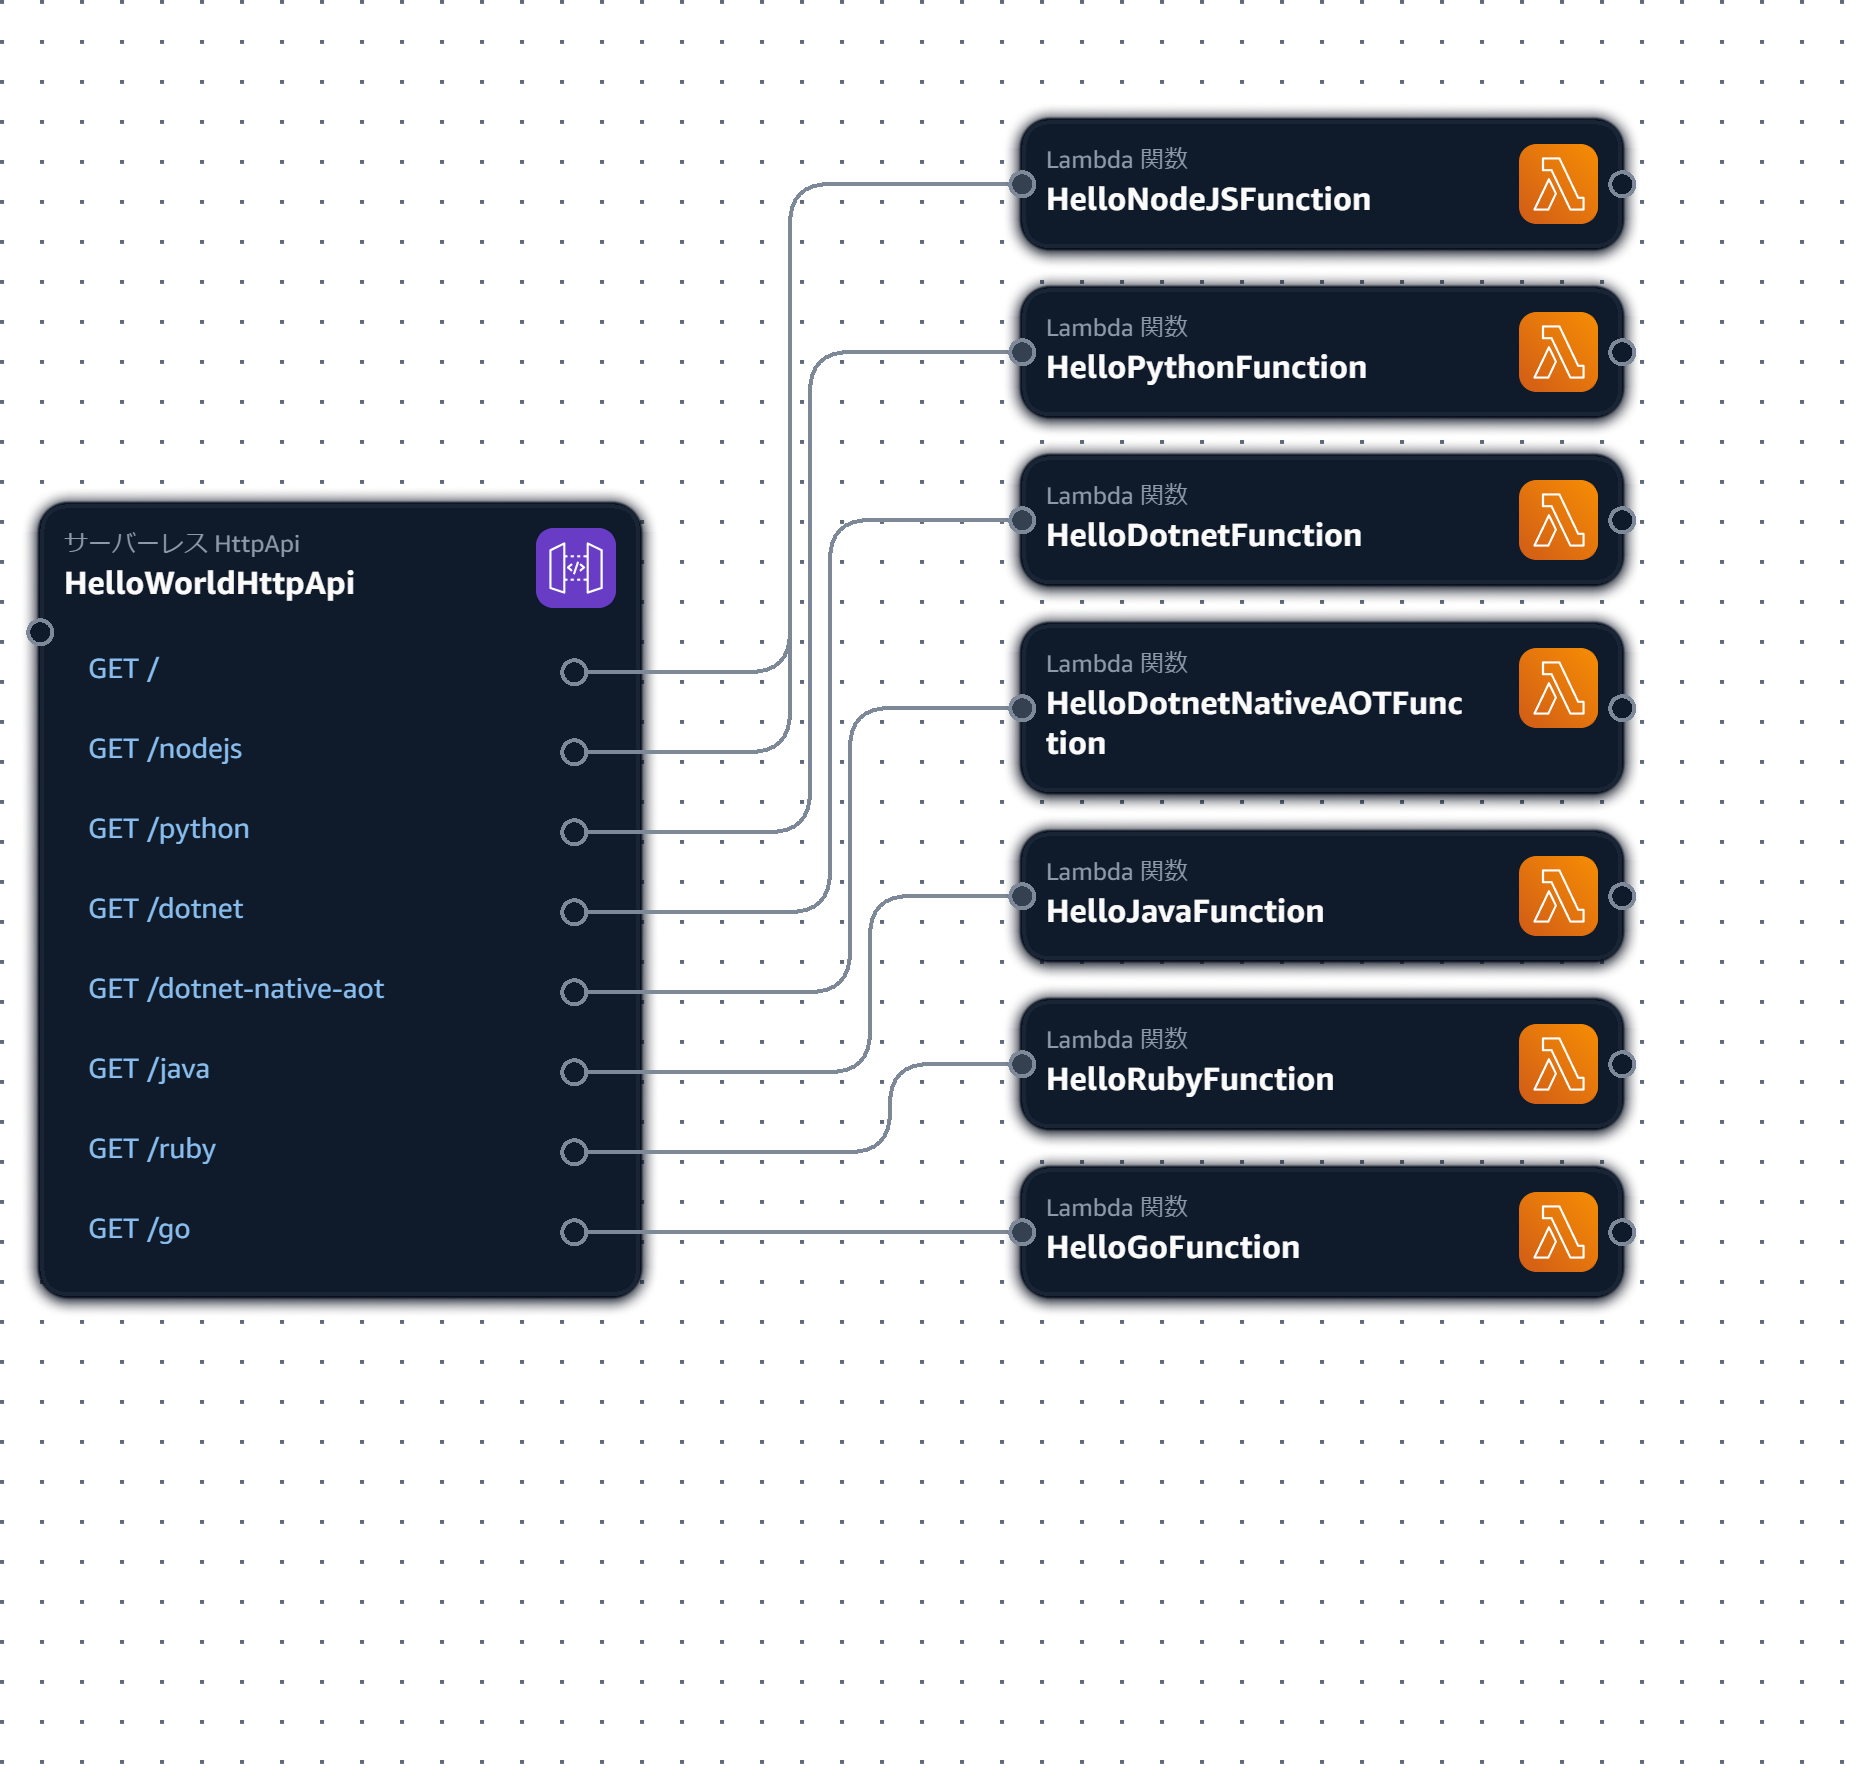 サーバーレス HttpApi
HelloWorldHttpApi
GET /
GET /nodejs
GET /python
GET /dotnet
GET /dotnet-native-aot
GET /java
GET /ruby
GET /go
Lambda 関数
HelloNodeJSFunction
Lambda 関数
HelloPythonFunction
Lambda 関数
HelloDotnetFunction
Lambda 関数
HelloDotnetNativeAOTFunc
tion
Lambda 関数
HelloJavaFunction
Lambda 関数
HelloRubyFunction
Lambda 関数
HelloGoFunction